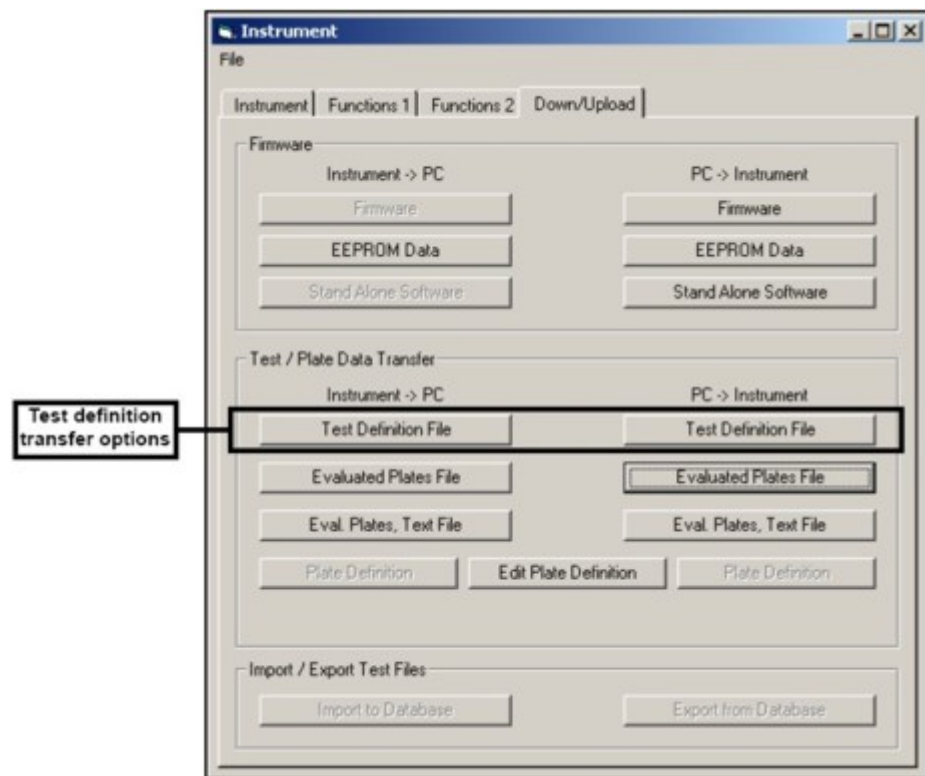 Instrument
File
Instrument Functions 1 Functions 2 Down/Upload
Firmware
Instrument -> PC PC -> Instrument
Firmware Firmware
EEPROM Data EEPROM Data
Stand Alone Software Stand Alone Software
Test / Plate Data Transfer
Instrument -> PC PC -> Instrument
Test definition
transfer options
Test Definition File Test Definition File
Evaluated Plates File Evaluated Plates File
Eval. Plates, Text File Eval. Plates, Text File
Plate Definition Edit Plate Definition Plate Definition
Import / Export Test Files
Import to Database Export from Database